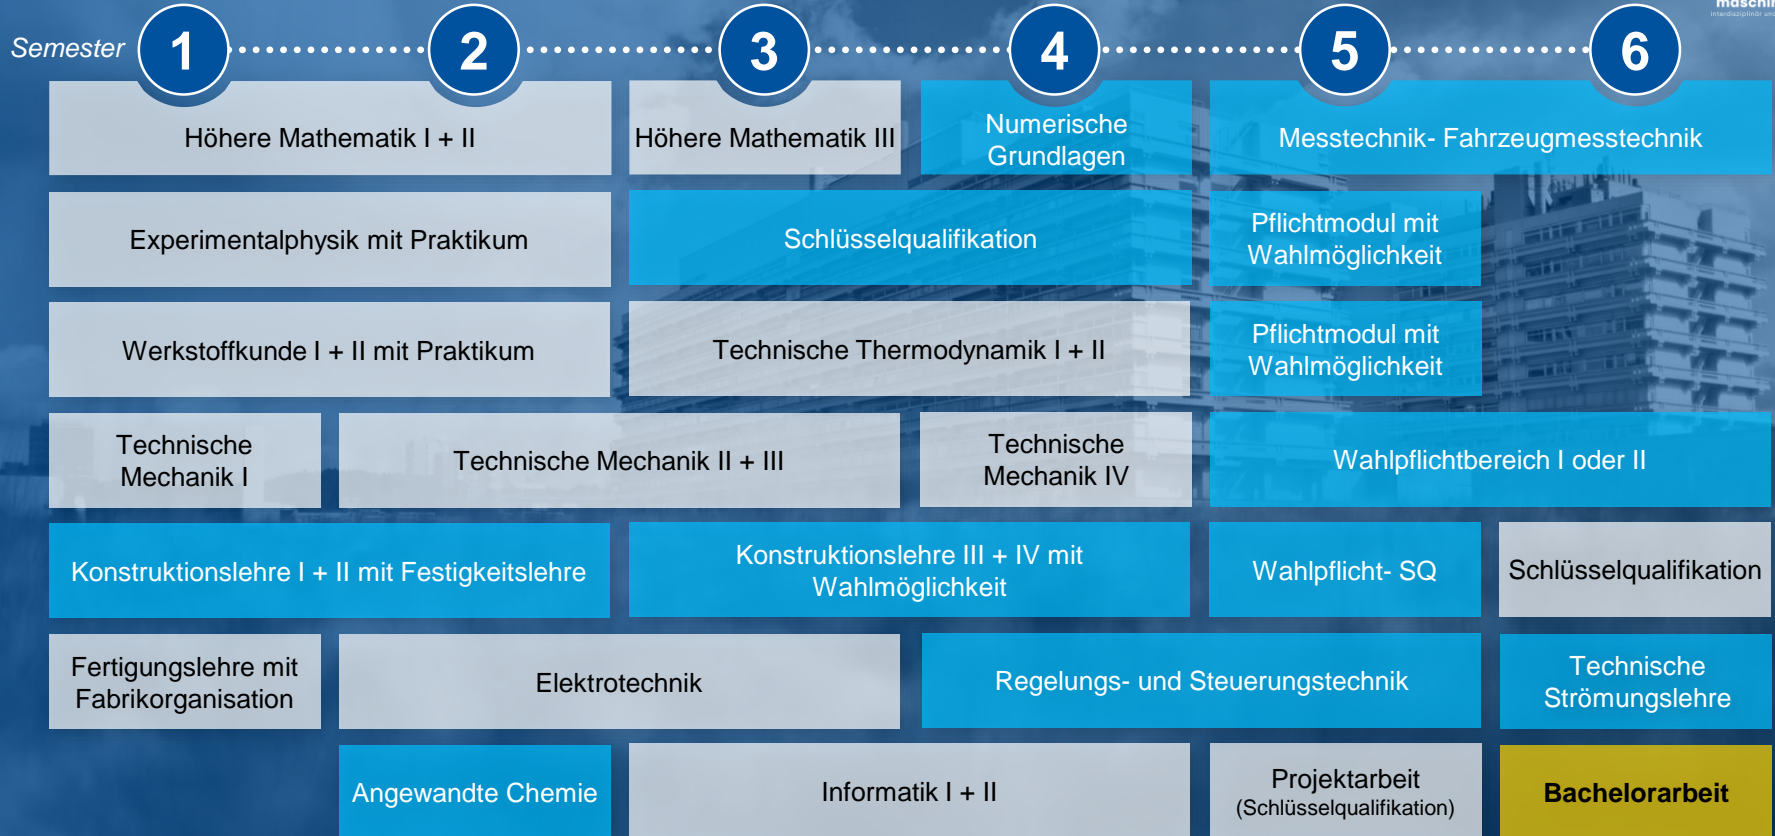 maschi
interdisziplinär und
Semester 1 2 3 4 5 6
Höhere Mathematik I + II
Höhere Mathematik III
Numerische
Grundlagen
Messtechnik- Fahrzeugmesstechnik
Experimentalphysik mit Praktikum
Schlüsselqualifikation
Pflichtmodul mit
Wahlmöglichkeit
Werkstoffkunde I + II mit Praktikum
Technische Thermodynamik I + II
Pflichtmodul mit
Wahlmöglichkeit
Technische
Mechanik I
Technische Mechanik II + III
Technische
Mechanik IV
Wahlpflichtbereich I oder II
Konstruktionslehre I + II mit Festigkeitslehre
Konstruktionslehre III + IV mit
Wahlmöglichkeit
Wahlpflicht- SQ
Schlüsselqualifikation
Fertigungslehre mit
Fabrikorganisation
Elektrotechnik
Regelungs- und Steuerungstechnik
Technische
Strömungslehre
Angewandte Chemie
Informatik I + II
Projektarbeit
(Schlüsselqualifikation)
Bachelorarbeit